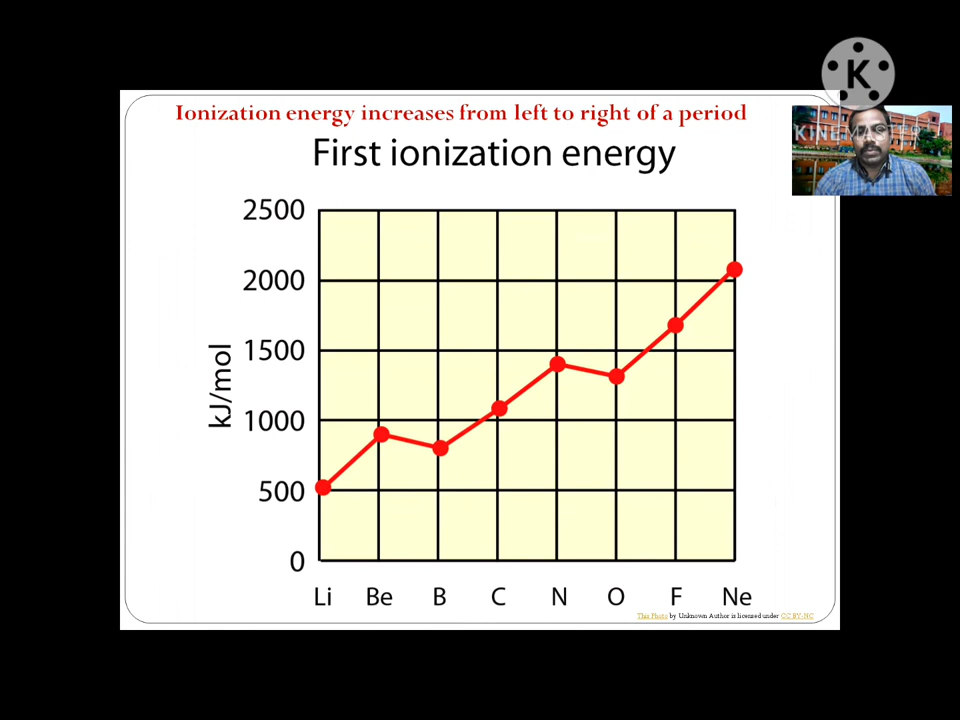 Ionization energy increases from left to right of a period
First ionization energy
2500
2000
1500
1000
500
0
kJ/mol
Li Be B C N O F Ne
This Photo by Unknown Author is licensed under CC BY-NC
K
KINEMASTER